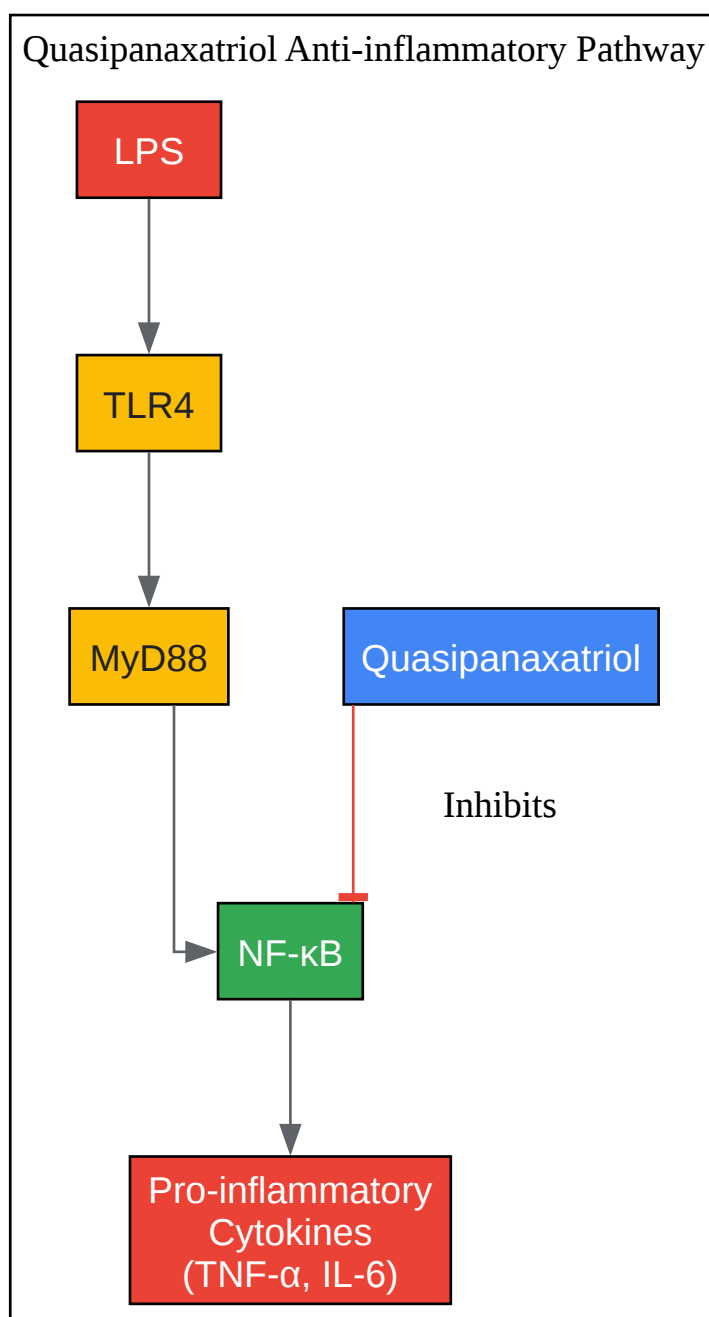 Quasipanaxatriol Anti-inflammatory Pathway
LPS
TLR4
MyD88
Quasipanaxatriol
Inhibits
NF-κB
Pro-inflammatory
Cytokines
(TNF-α, IL-6)